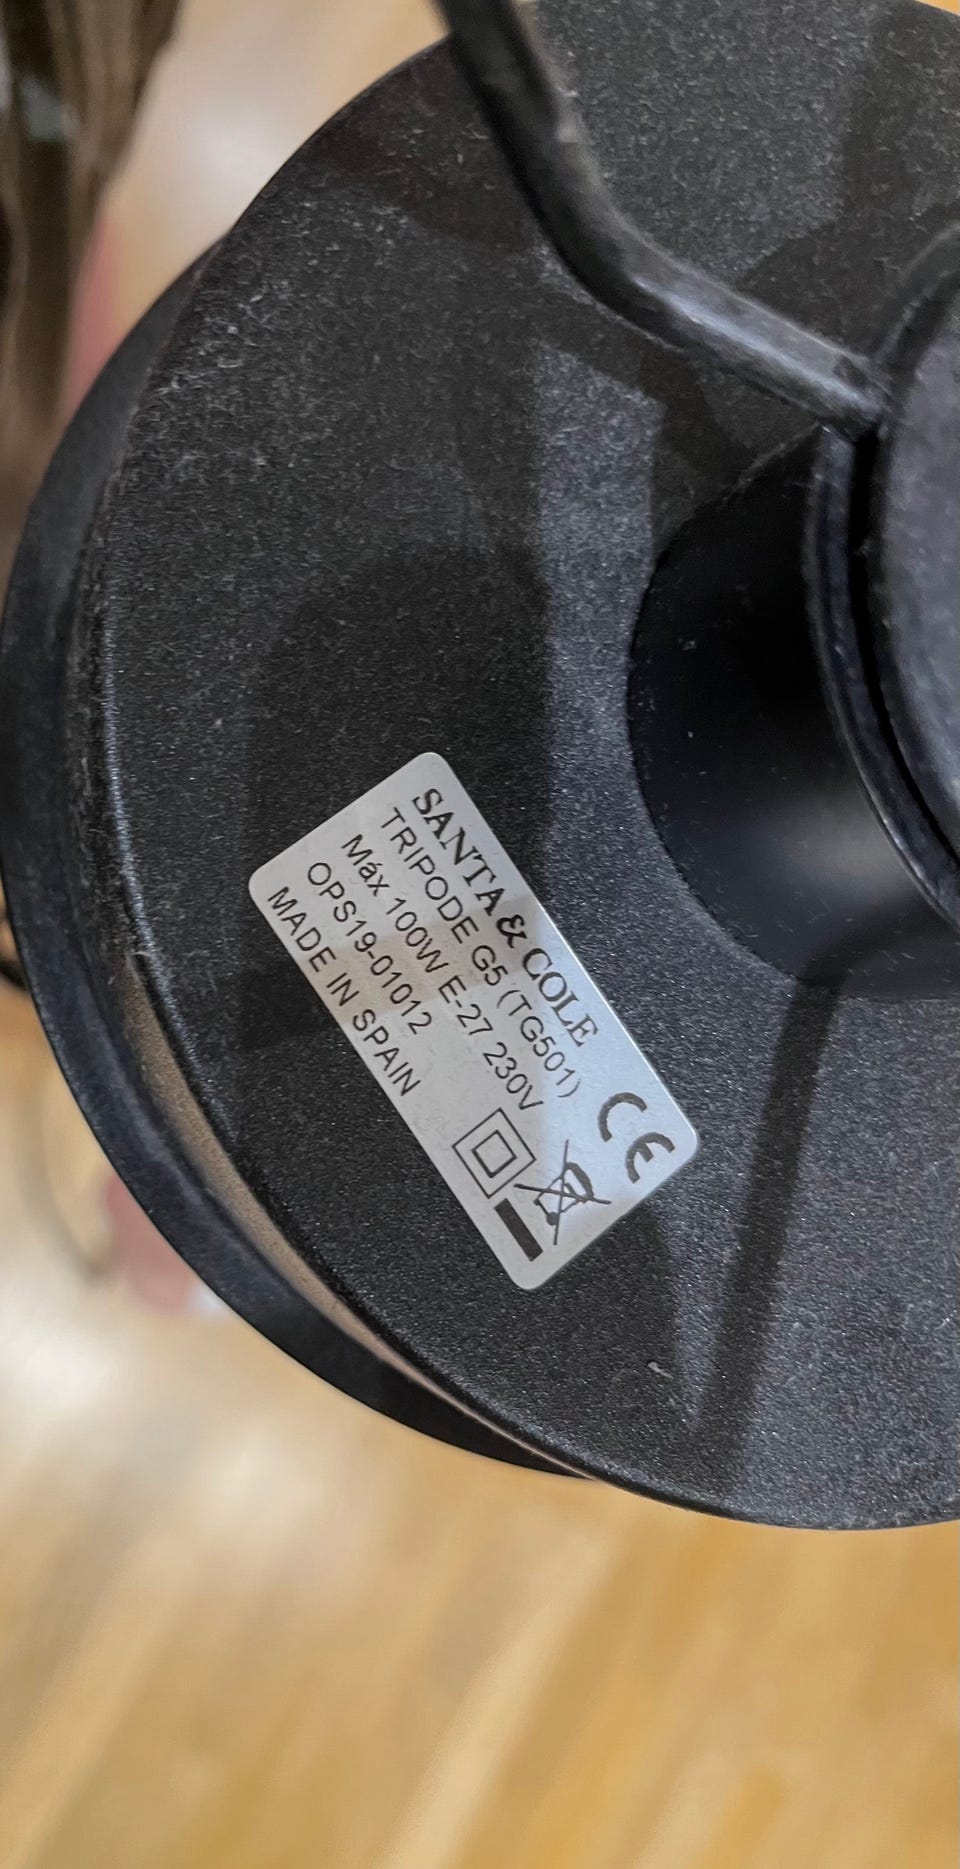 SANTA & COLE
TRIPODE G5 (TG501)
Máx 100W E-27 230V
OPS19-01012
MADE IN SPAIN
CE